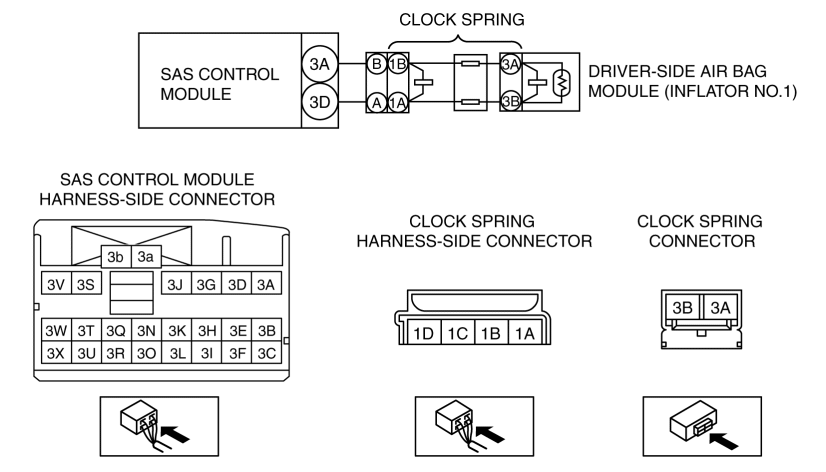 CLOCK SPRING
SAS CONTROL
MODULE
3A
3D
B
1B
A
1A
3A
3B
DRIVER-SIDE AIR BAG
MODULE (INFLATOR NO.1)
SAS CONTROL MODULE
HARNESS-SIDE CONNECTOR
3b 3a
3V 3S 3J 3G 3D 3A
3W 3T 3Q 3N 3K 3H 3E 3B
3X 3U 3R 3O 3L 3I 3F 3C
CLOCK SPRING
HARNESS-SIDE CONNECTOR
1D 1C 1B 1A
CLOCK SPRING
CONNECTOR
3B 3A